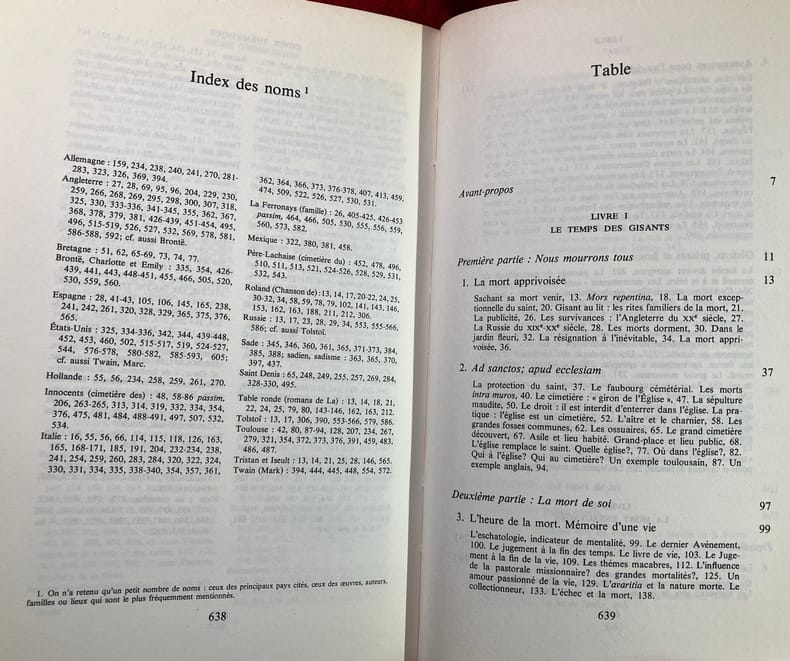 Index des noms ¹
Allemagne : 159, 234, 238, 240, 241, 270, 281-
283, 323, 326, 369, 394.
Angleterre : 27, 28, 69, 95, 96, 204, 229, 230,
259, 266, 268, 269, 295, 298, 300, 307, 318,
325, 330, 333-336, 341-345, 355, 362, 367,
368, 378, 379, 381, 426-439, 451-454, 495,
496, 515-519, 526, 527, 532, 569, 578, 581,
586-588, 592; cf. aussi Brontë.
Bretagne : 51, 62, 65-69, 73, 74, 77.
Brontë, Charlotte et Emily : 335, 354, 426-
439, 441, 443, 448-451, 455, 466, 505, 520,
530, 559, 560.
Espagne : 28, 41-43, 105, 106, 145, 165, 238,
241, 242, 261, 320, 328, 329, 365, 375, 376,
565.
États-Unis : 325, 334-336, 342, 344, 439-448,
452, 453, 460, 502, 515-517, 519, 524-527,
544, 576-578, 580-582, 585-593, 605;
cf. aussi Twain, Marc.
Hollande : 55, 56, 234, 258, 259, 261, 270.
Innocents (cimetière des) : 48, 58-86 passim,
206, 263-265, 313, 314, 319, 332, 334, 354,
376, 475, 481, 484, 488-491, 497, 507, 532,
534.
Italie : 16, 55, 56, 66, 114, 115, 118, 126, 163,
165, 168-171, 185, 191, 204, 232-234, 238,
241, 254, 259, 260, 283, 284, 320, 322, 324,
330, 331, 334, 335, 338-340, 354, 357, 361,
362, 364, 366, 373, 376-378, 407, 413, 459,
474, 509, 522, 526, 527, 530, 531.
La Ferronays (famille) : 26, 405-425, 426-453
passim, 464, 466, 505, 530, 555, 556, 559,
560, 573, 582.
Mexique : 322, 380, 381, 458.
Père-Lachaise (cimetière du) : 452, 478, 496,
510, 511, 513, 521, 524-526, 528, 529, 531,
532, 543.
Roland (Chanson de) : 13, 14, 17, 20-22, 24, 25,
30-32, 34, 58, 59, 78, 79, 102, 141, 143, 146,
153, 162, 163, 188, 211, 212, 306.
Russie : 13, 17, 23, 28, 29, 34, 553, 555-566,
586; cf. aussi Tolstoï.
Sade : 345, 346, 360, 361, 365, 371-373, 384,
385, 388; sadien, sadisme : 363, 365, 370,
397, 437.
Saint Denis : 65, 248, 249, 255, 257, 269, 284,
328-330, 495.
Table ronde (romans de La) : 13, 14, 18, 21,
22, 24, 25, 79, 80, 143-146, 162, 163, 212.
Tolstoï : 13, 17, 306, 390, 553-566, 579, 586.
Toulouse : 42, 80, 87-94, 128, 207, 234, 267,
279, 321, 354, 372, 373, 376, 391, 459, 483,
486, 487.
Tristan et Iseult : 13, 14, 21, 25, 28, 146, 565.
Twain (Mark) : 394, 444, 445, 448, 554, 572.
1. On n'a retenu qu'un petit nombre de noms : ceux des principaux pays cités, ceux des œuvres, auteurs,
familles ou lieux qui sont le plus fréquemment mentionnés.
638
Table
Avant-propos 7
LIVRE I
LE TEMPS DES GISANTS
Première partie : Nous mourrons tous 11
1. La mort apprivoisée 13
Sachant sa mort venir, 13. Mors repentina, 18. La mort excep-
tionnelle du saint, 20. Gisant au lit : les rites familiers de la mort, 21.
La publicité, 26. Les survivances : l'Angleterre du XXᵉ siècle, 27.
La Russie du XIXᵉ-XXᵉ siècle, 28. Les morts dorment, 30. Dans le
jardin fleuri, 32. La résignation à l'inévitable, 34. La mort appri-
voisée, 36.
2. Ad sanctos; apud ecclesiam 37
La protection du saint, 37. Le faubourg cémétérial. Les morts
intra muros, 40. Le cimetière : « giron de l'Église », 47. La sépulture
maudite, 50. Le droit : il est interdit d'enterrer dans l'église. La pra-
tique : l'église est un cimetière, 52. L'aître et le charnier, 58. Les
grandes fosses communes, 62. Les ossuaires, 65. Le grand cimetière
découvert, 67. Asile et lieu habité. Grand-place et lieu public, 68.
L'église remplace le saint. Quelle église?, 77. Où dans l'église?, 82.
Qui à l'église? Qui au cimetière? Un exemple toulousain, 87. Un
exemple anglais, 94.
Deuxième partie : La mort de soi 97
3. L'heure de la mort. Mémoire d'une vie 99
L'eschatologie, indicateur de mentalité, 99. Le dernier Avènement,
100. Le jugement à la fin des temps. Le livre de vie, 103. Le Juge-
ment à la fin de la vie, 109. Les thèmes macabres, 112. L'influence
de la pastorale missionnaire? des grandes mortalités?, 125. Un
amour passionné de la vie, 129. L'avaritia et la nature morte. Le
collectionneur, 133. L'échec et la mort, 138.
639